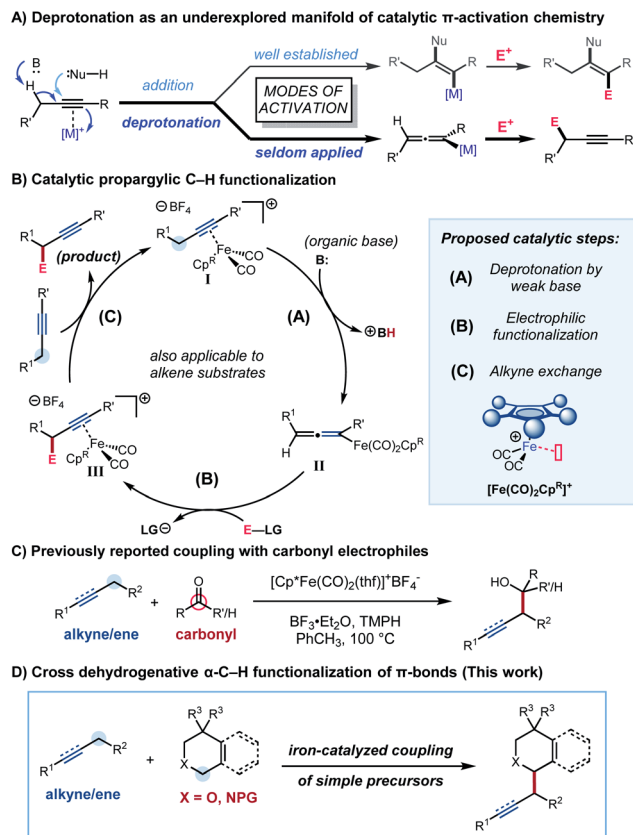 A) Deprotonation as an underexplored manifold of catalytic π-activation chemistry
B
:Nu—H
H
R'
R
[M]⁺
addition
deprotonation
well established
MODES OF
ACTIVATION
seldom applied
Nu
R'
R
[M]
E⁺
Nu
R'
R
E
H
R'
R
[M]
E⁺
E
R'
R
B) Catalytic propargylic C–H functionalization
R'
R¹
E
(product)
⊖BF₄
R'
⊕
R¹
Fe
Cpᴿ
CO
CO
I
(organic base)
B:
(A)
⊕BH
R'
R¹
(C)
also applicable to
alkene substrates
⊖BF₄
R'
⊕
R¹
E
Fe
Cpᴿ
CO
CO
III
R¹
R'
H
Fe(CO)₂Cpᴿ
II
(B)
LG⊖
E—LG
Proposed catalytic steps:
(A) Deprotonation by
weak base
(B) Electrophilic
functionalization
(C) Alkyne exchange
⊕
Fe
OC
OC
[Fe(CO)₂Cpᴿ]⁺
C) Previously reported coupling with carbonyl electrophiles
R¹
R²
alkyne/ene
+
O
R
R'/H
carbonyl
[Cp*Fe(CO)₂(thf)]⁺BF₄⁻
BF₃•Et₂O, TMPH
PhCH₃, 100 °C
HO
R
R'/H
R²
R¹
D) Cross dehydrogenative α-C–H functionalization of π-bonds (This work)
R¹
R²
alkyne/ene
+
R³ R³
X
X = O, NPG
iron-catalyzed coupling
of simple precursors
R³ R³
X
R²
R¹